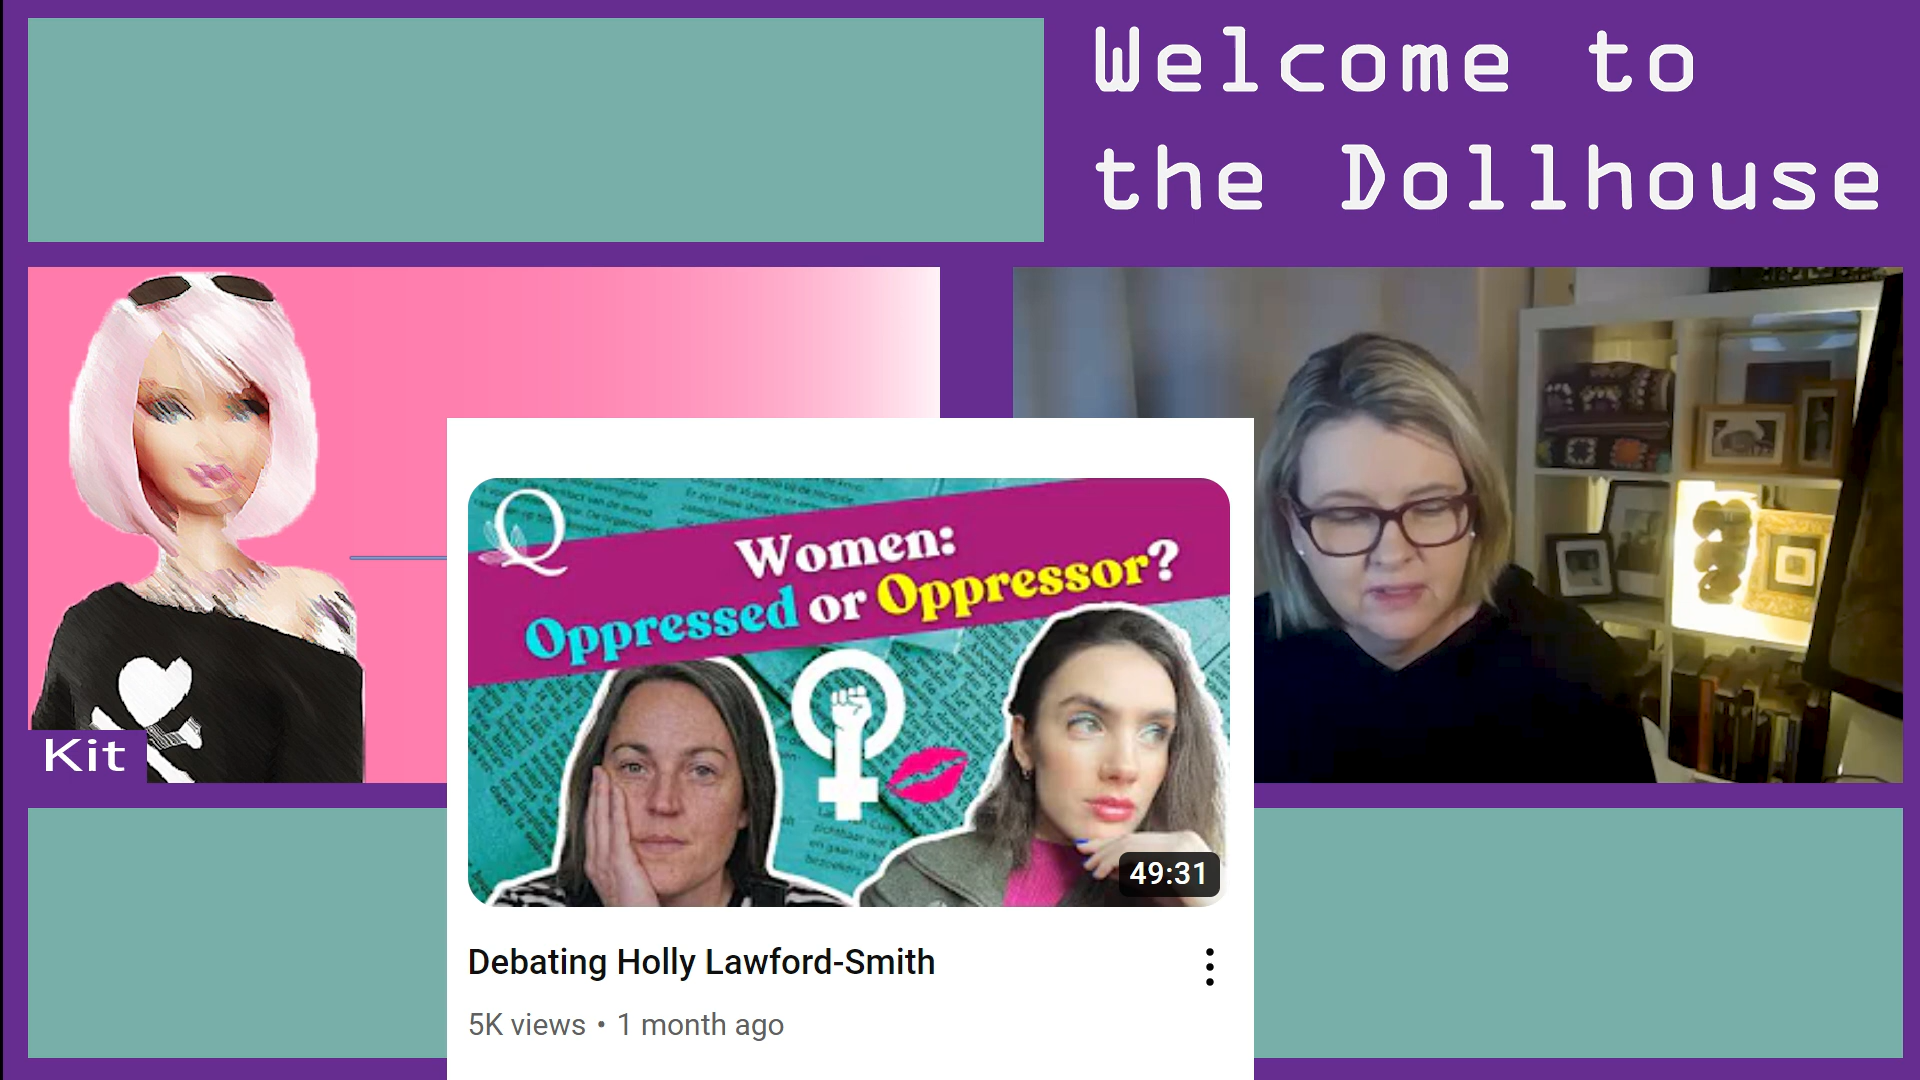 Welcome to
the Dollhouse
Kit
Q
Women:
Oppressed or Oppressor?
49:31
Debating Holly Lawford-Smith
5K views • 1 month ago